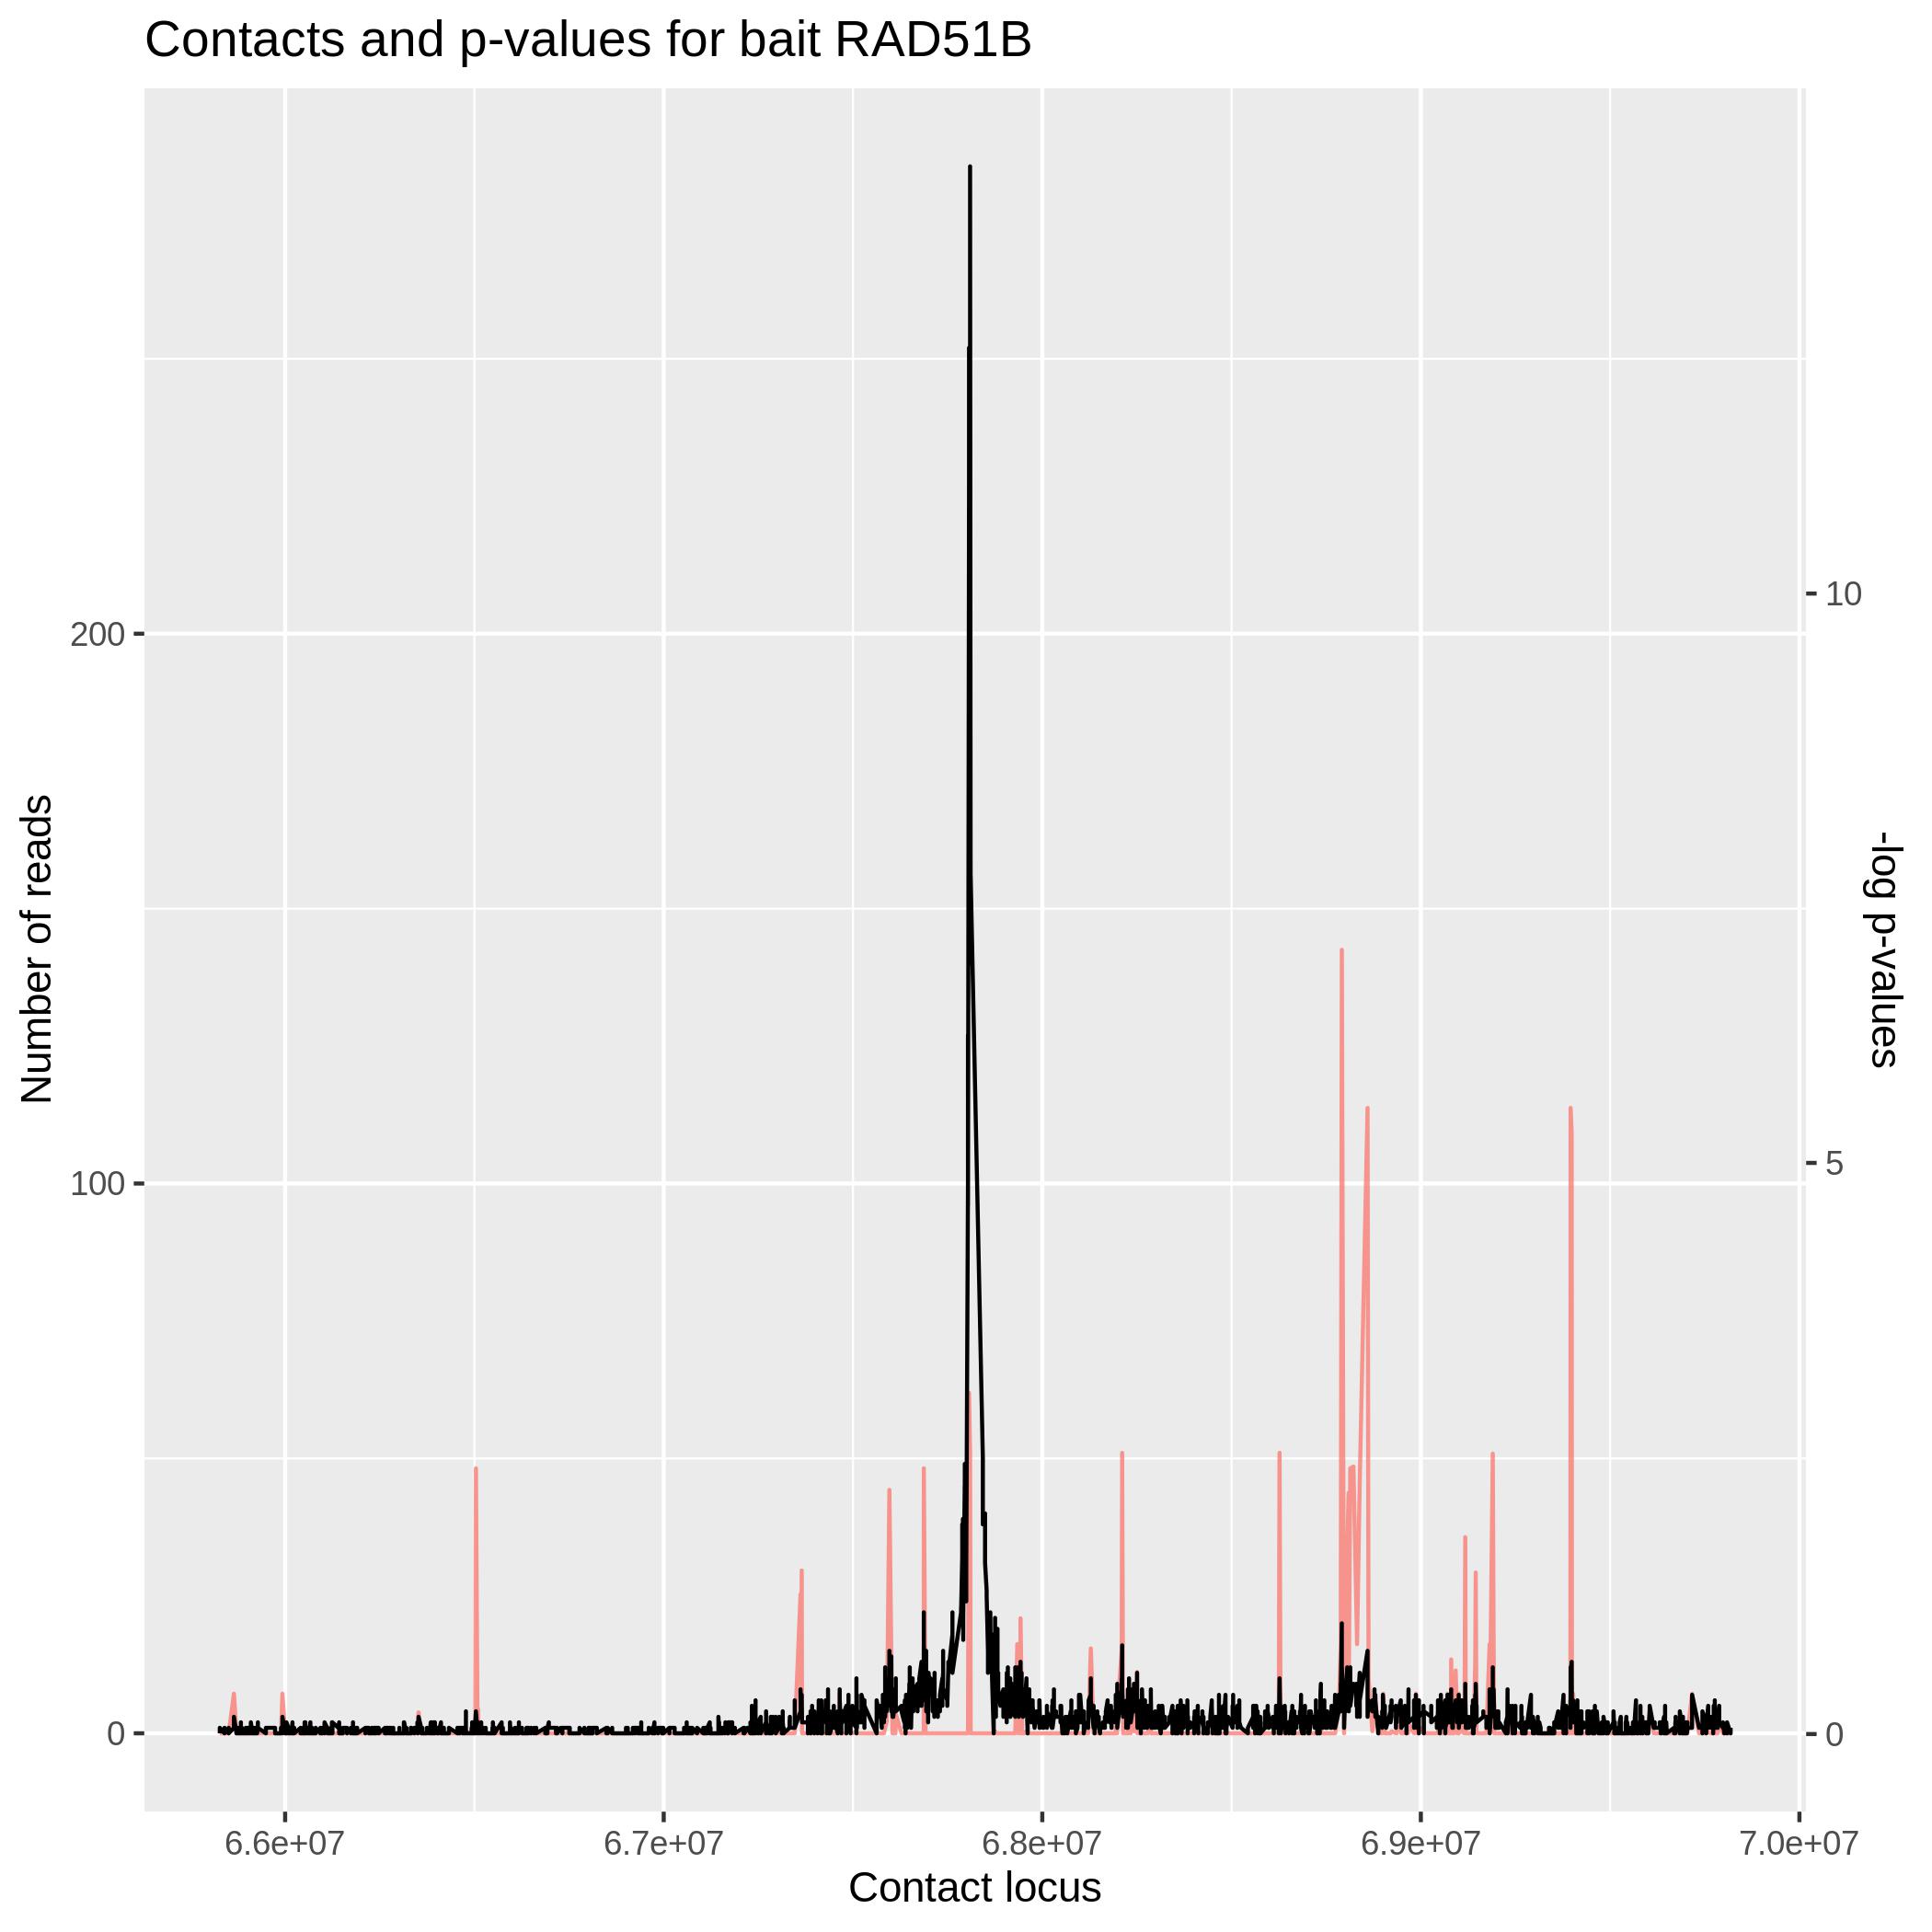 Contacts and p-values for bait RAD51B
Number of reads
200
100
0
10
5
0
-log p-values
6.6e+07
6.7e+07
6.8e+07
6.9e+07
7.0e+07
Contact locus